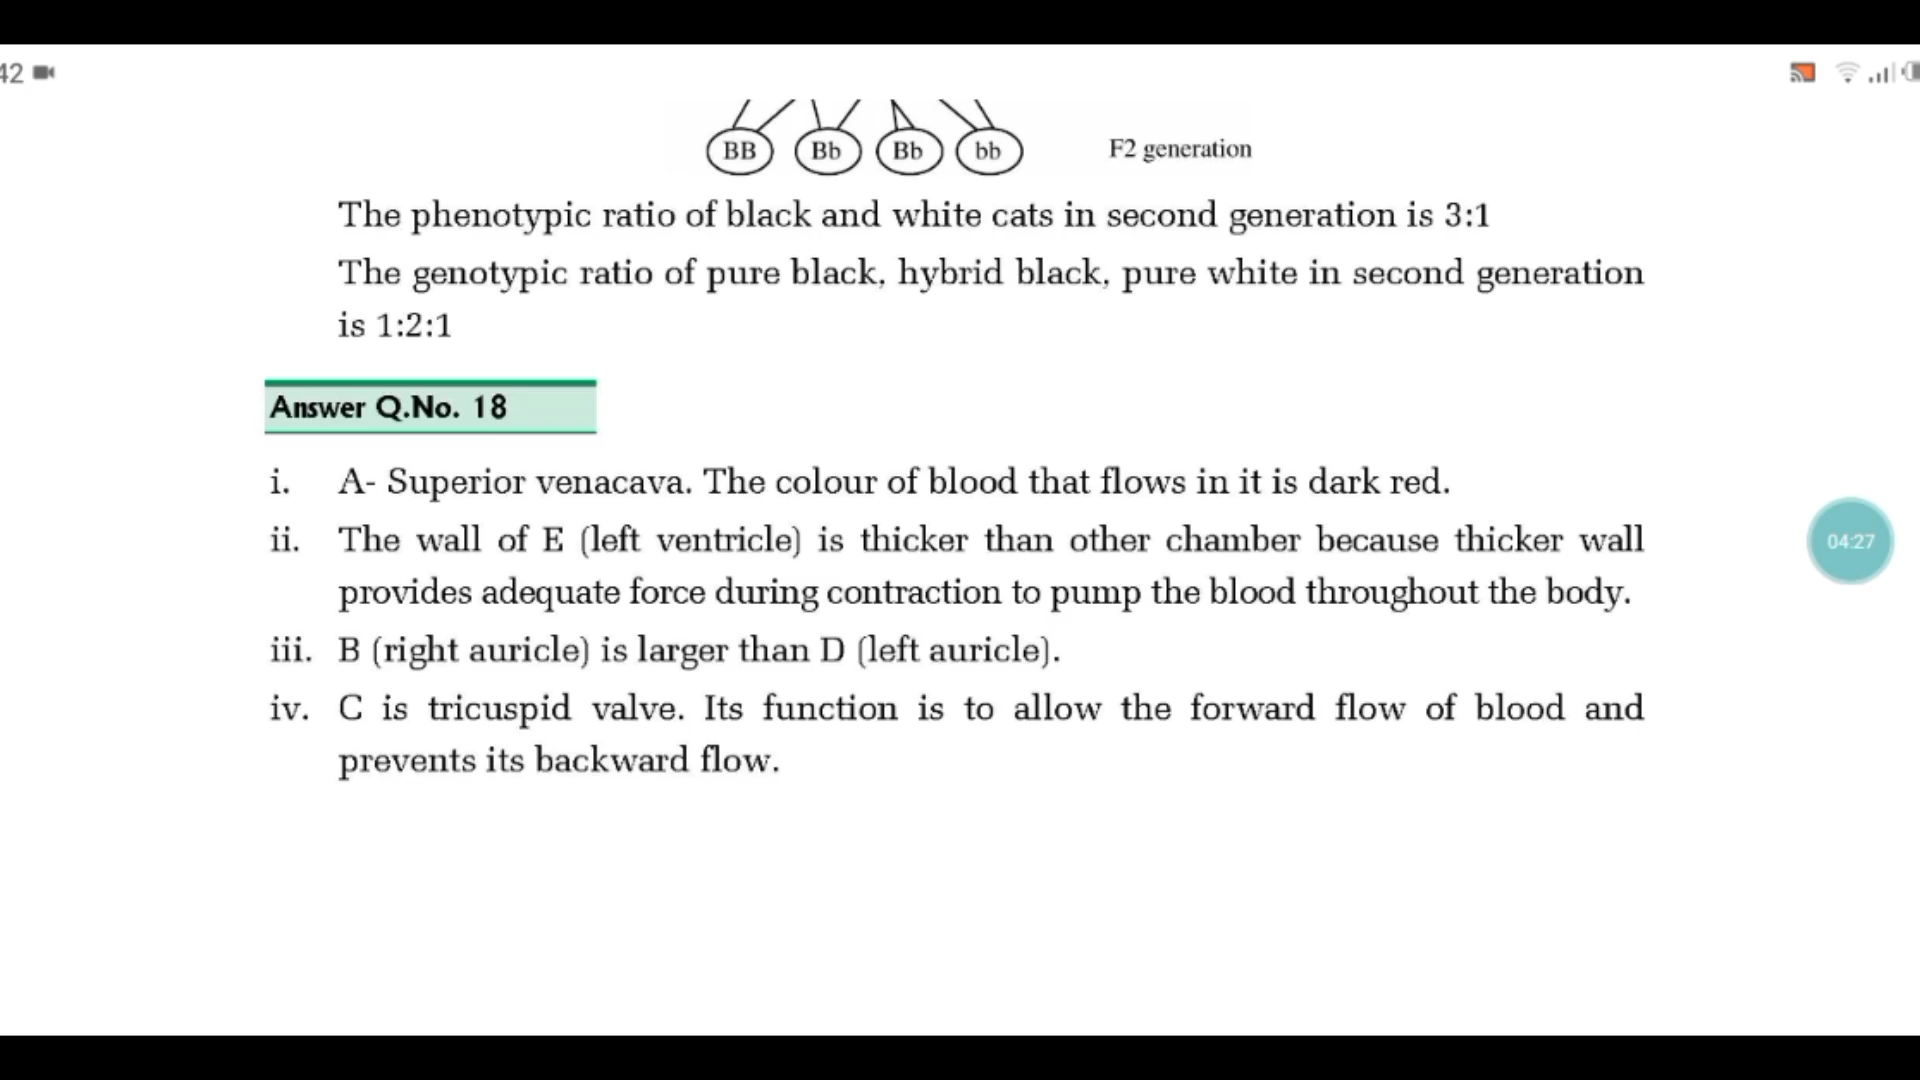 42
BB Bb Bb bb F2 generation
The phenotypic ratio of black and white cats in second generation is 3:1
The genotypic ratio of pure black, hybrid black, pure white in second generation
is 1:2:1
Answer Q.No. 18
i. A- Superior venacava. The colour of blood that flows in it is dark red.
ii. The wall of E (left ventricle) is thicker than other chamber because thicker wall
provides adequate force during contraction to pump the blood throughout the body.
04:27
iii. B (right auricle) is larger than D (left auricle).
iv. C is tricuspid valve. Its function is to allow the forward flow of blood and
prevents its backward flow.